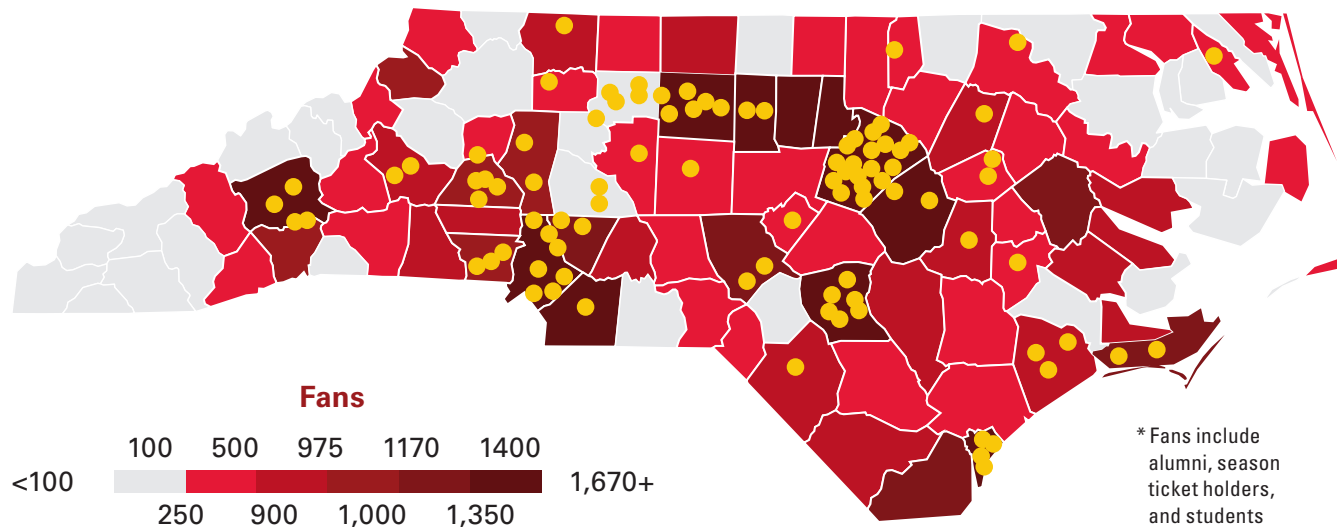 Fans
100 500 975 1170 1400
<100 1,670+
250 900 1,000 1,350
* Fans include
alumni, season
ticket holders,
and students